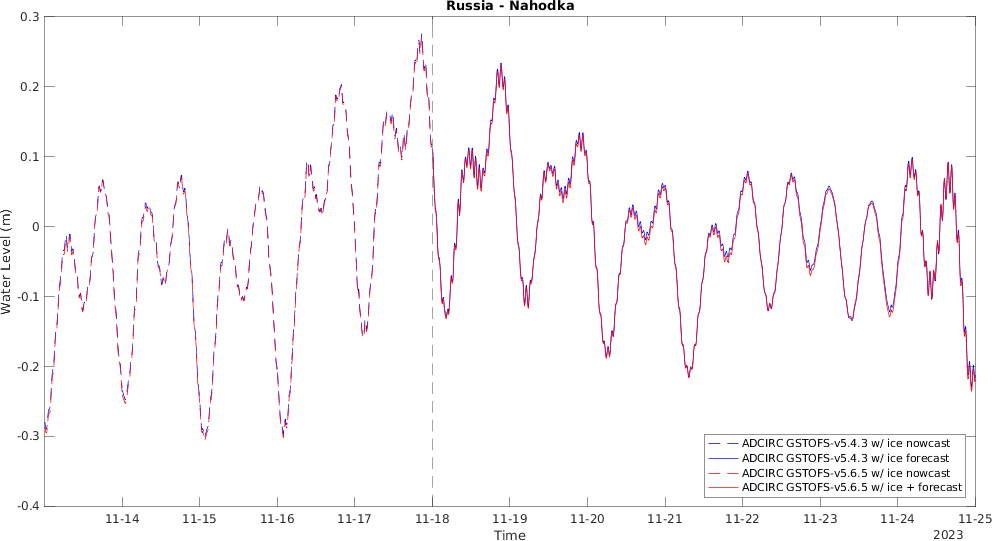 Russia - Nahodka
0.3
0.2
0.1
0
-0.1
-0.2
-0.3
-0.4
Water Level (m)
ADCIRC GSTOFS-v5.4.3 w/ ice nowcast
ADCIRC GSTOFS-v5.4.3 w/ ice forecast
ADCIRC GSTOFS-v5.6.5 w/ ice nowcast
ADCIRC GSTOFS-v5.6.5 w/ ice + forecast
11-14 11-15 11-16 11-17 11-18 11-19 11-20 11-21 11-22 11-23 11-24 11-25
Time
2023